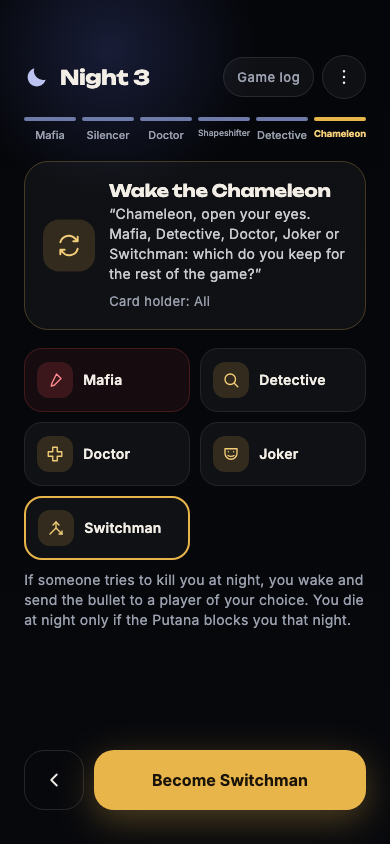 Night 3
Game log
Mafia
Silencer
Doctor
Shapeshifter
Detective
Chameleon
Wake the Chameleon
“Chameleon, open your eyes.
Mafia, Detective, Doctor, Joker or
Switchman: which do you keep for
the rest of the game?”
Card holder: All
Mafia
Detective
Doctor
Joker
Switchman
If someone tries to kill you at night, you wake and
send the bullet to a player of your choice. You die
at night only if the Putana blocks you that night.
Become Switchman